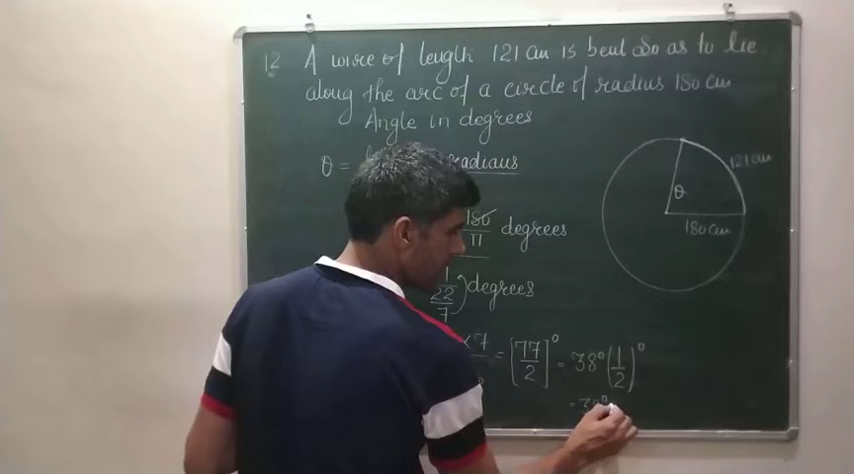 12 A wire of length 121 cm is bent so as to lie
along the arc of a circle of radius 180 cm
Angle in degrees
θ = radians
121 cm
θ
180 cm
180/π degrees
22/7 degrees
×7 = [77/2]° = 38° (1/2)°
= 38°